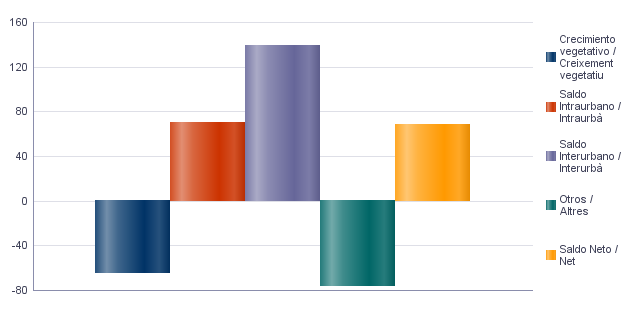 160
120
80
40
0
-40
-80
Crecimiento
vegetativo /
Creixement
vegetatiu
Saldo
Intraurbano /
Intraurbà
Saldo
Interurbano /
Interurbà
Otros /
Altres
Saldo Neto /
Net